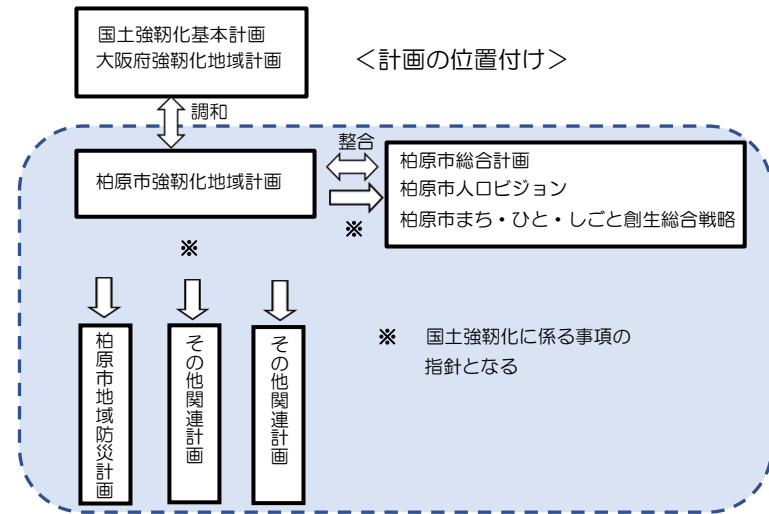 国土強靭化基本計画
大阪府強靭化地域計画
＜計画の位置付け＞
調和
柏原市強靭化地域計画
整合
柏原市総合計画
柏原市人口ビジョン
柏原市まち・ひと・しごと創生総合戦略
※
※
柏原市地域防災計画
その他関連計画
その他関連計画
※　国土強靭化に係る事項の
指針となる